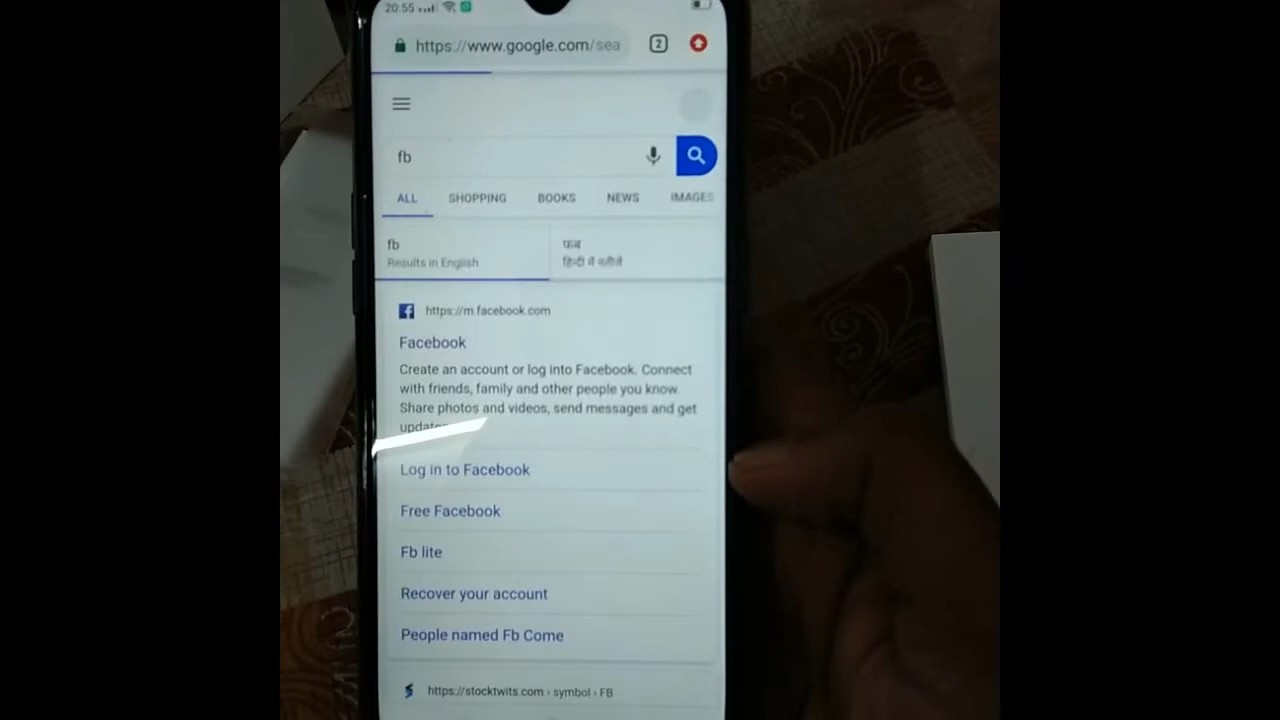 20:55
https://www.google.com/sea
2
fb
ALL SHOPPING BOOKS NEWS IMAGES
fb
Results in English
फब
हिन्दी में नतीजे
https://m.facebook.com
Facebook
Create an account or log into Facebook. Connect
with friends, family and other people you know.
Share photos and videos, send messages and get
Log in to Facebook
Free Facebook
Fb lite
Recover your account
People named Fb Come
https://stocktwits.com › symbol › FB